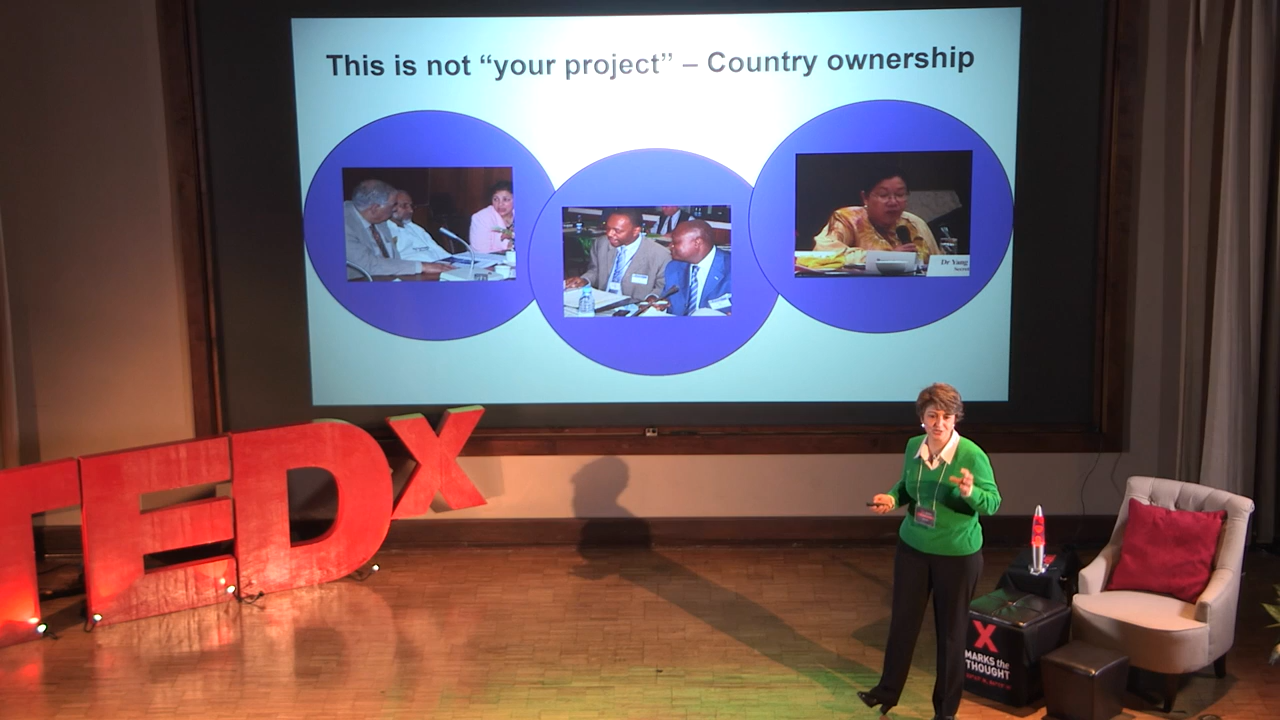 This is not “your project” – Country ownership
Dr Yang
TEDx
X
MARKS the
THOUGHT